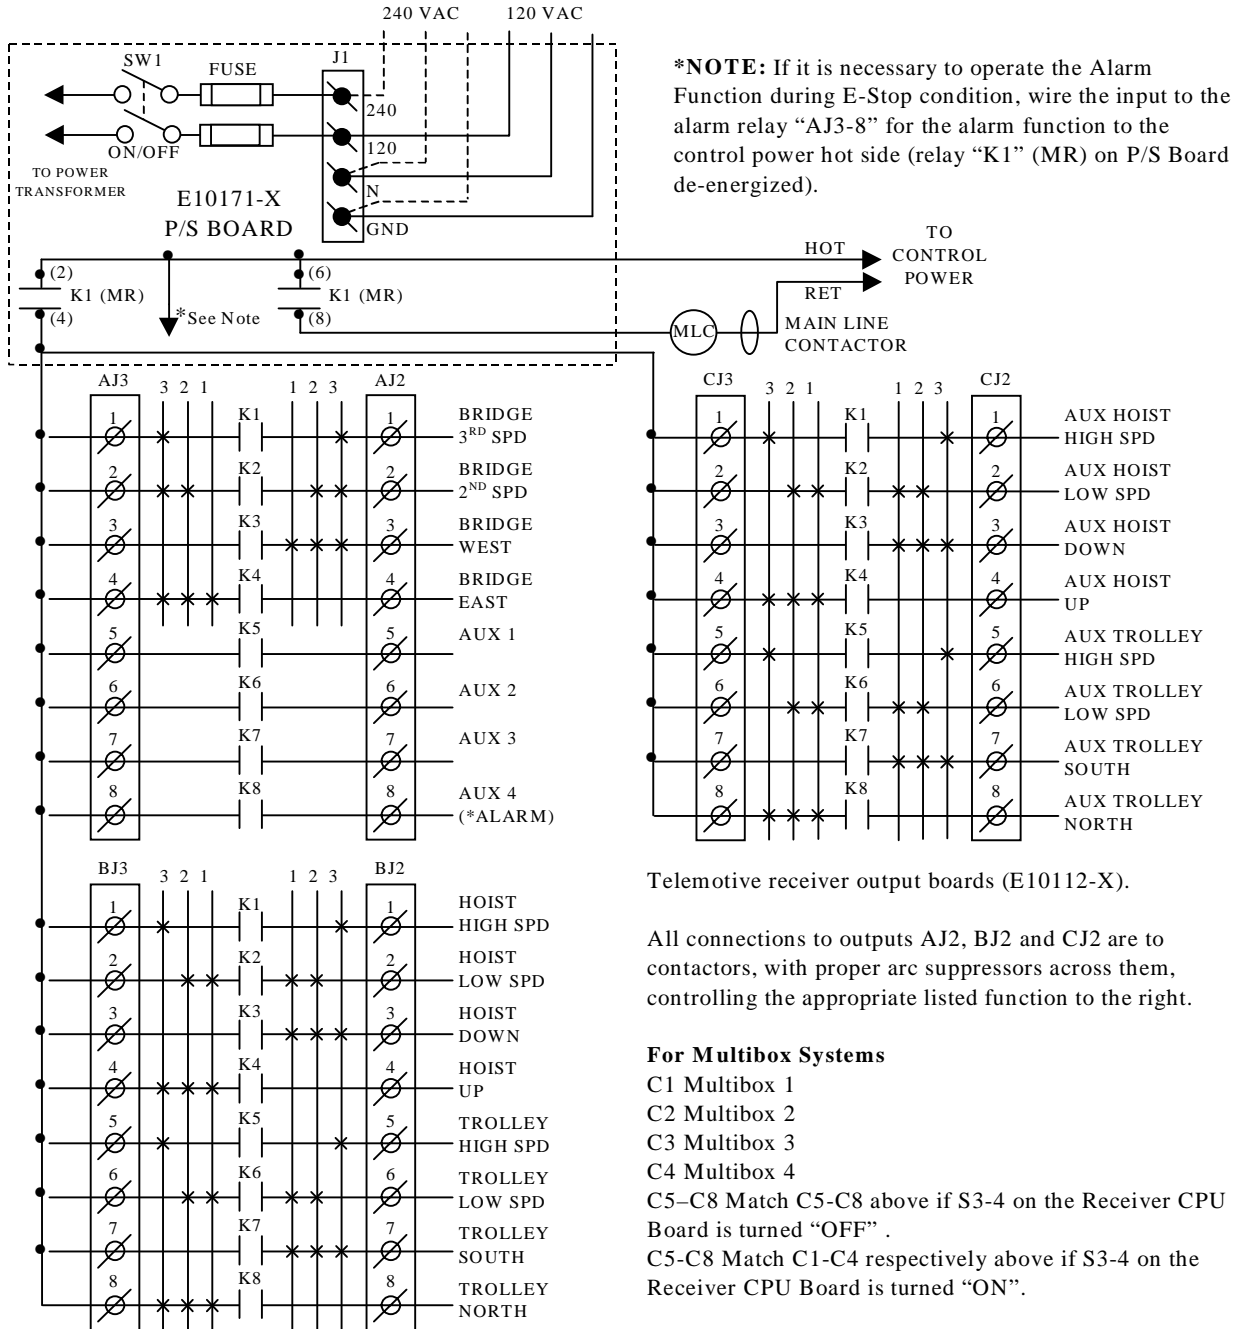 240 VAC 120 VAC
SW1 FUSE J1
240
120
N
GND
ON/OFF
TO POWER
TRANSFORMER
E10171-X
P/S BOARD
*NOTE: If it is necessary to operate the Alarm
Function during E-Stop condition, wire the input to the
alarm relay “AJ3-8” for the alarm function to the
control power hot side (relay “K1” (MR) on P/S Board
de-energized).
HOT
RET
TO
CONTROL
POWER
(2) (6)
K1 (MR) K1 (MR)
(4) *See Note (8)
MLC
MAIN LINE
CONTACTOR
AJ3 3 2 1 1 2 3 AJ2
1 K1 1 BRIDGE
3RD SPD
2 K2 2 BRIDGE
2ND SPD
3 K3 3 BRIDGE
WEST
4 K4 4 BRIDGE
EAST
5 K5 5 AUX 1
6 K6 6 AUX 2
7 K7 7 AUX 3
8 K8 8 AUX 4
(*ALARM)
CJ3 3 2 1 1 2 3 CJ2
1 K1 1 AUX HOIST
HIGH SPD
2 K2 2 AUX HOIST
LOW SPD
3 K3 3 AUX HOIST
DOWN
4 K4 4 AUX HOIST
UP
5 K5 5 AUX TROLLEY
HIGH SPD
6 K6 6 AUX TROLLEY
LOW SPD
7 K7 7 AUX TROLLEY
SOUTH
8 K8 8 AUX TROLLEY
NORTH
BJ3 3 2 1 1 2 3 BJ2
1 K1 1 HOIST
HIGH SPD
2 K2 2 HOIST
LOW SPD
3 K3 3 HOIST
DOWN
4 K4 4 HOIST
UP
5 K5 5 TROLLEY
HIGH SPD
6 K6 6 TROLLEY
LOW SPD
7 K7 7 TROLLEY
SOUTH
8 K8 8 TROLLEY
NORTH
Telemotive receiver output boards (E10112-X).
All connections to outputs AJ2, BJ2 and CJ2 are to
contactors, with proper arc suppressors across them,
controlling the appropriate listed function to the right.
For Multibox Systems
C1 Multibox 1
C2 Multibox 2
C3 Multibox 3
C4 Multibox 4
C5–C8 Match C5-C8 above if S3-4 on the Receiver CPU
Board is turned “OFF” .
C5-C8 Match C1-C4 respectively above if S3-4 on the
Receiver CPU Board is turned “ON”.